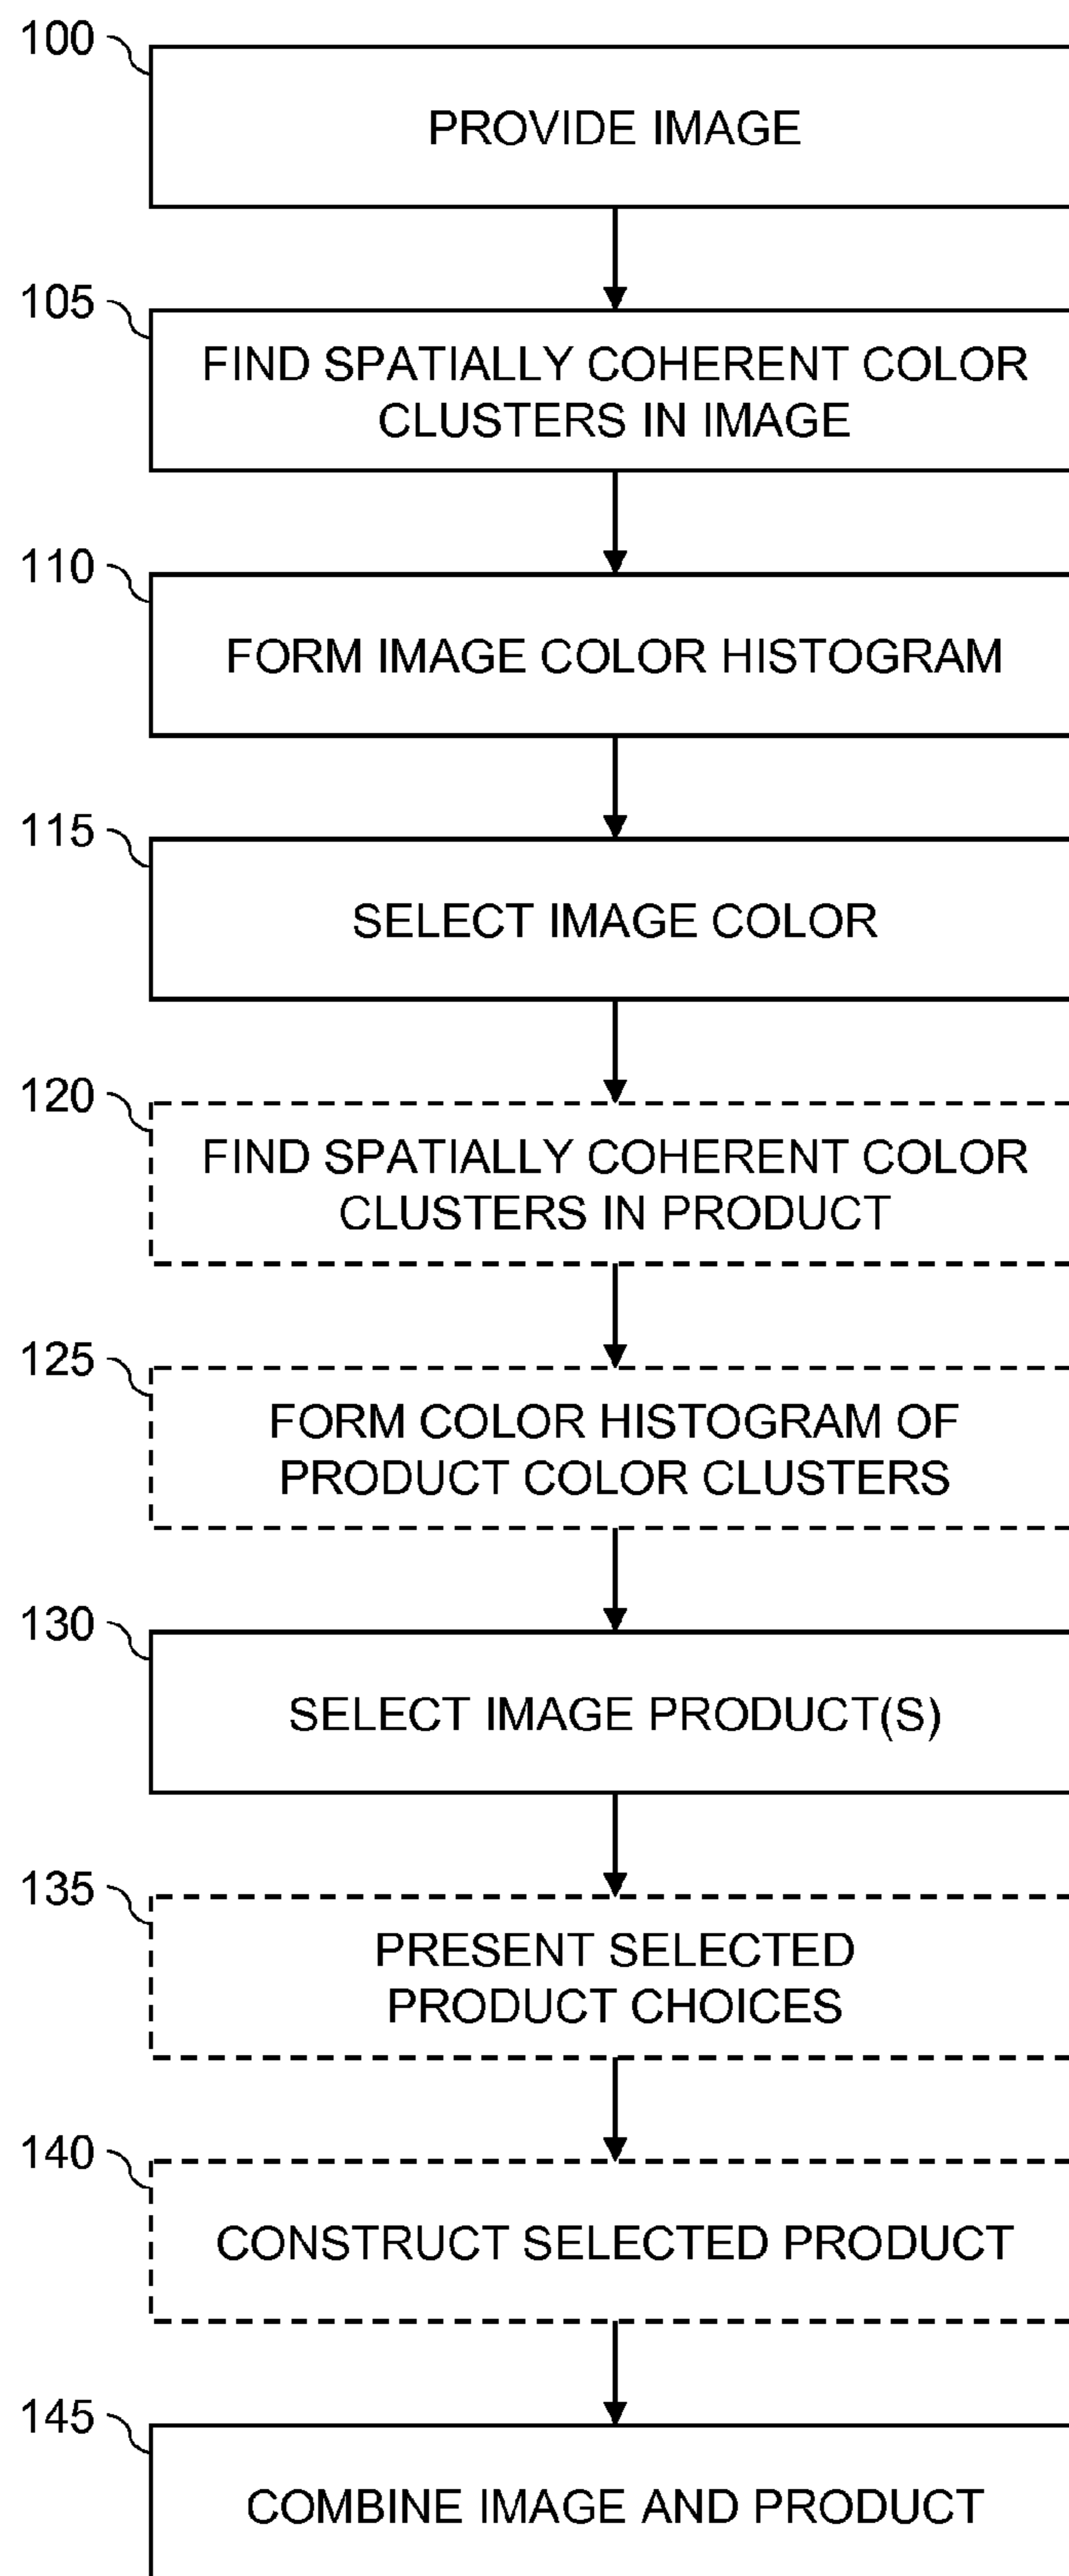 100
PROVIDE IMAGE
105
FIND SPATIALLY COHERENT COLOR
CLUSTERS IN IMAGE
110
FORM IMAGE COLOR HISTOGRAM
115
SELECT IMAGE COLOR
120
FIND SPATIALLY COHERENT COLOR
CLUSTERS IN PRODUCT
125
FORM COLOR HISTOGRAM OF
PRODUCT COLOR CLUSTERS
130
SELECT IMAGE PRODUCT(S)
135
PRESENT SELECTED
PRODUCT CHOICES
140
CONSTRUCT SELECTED PRODUCT
145
COMBINE IMAGE AND PRODUCT